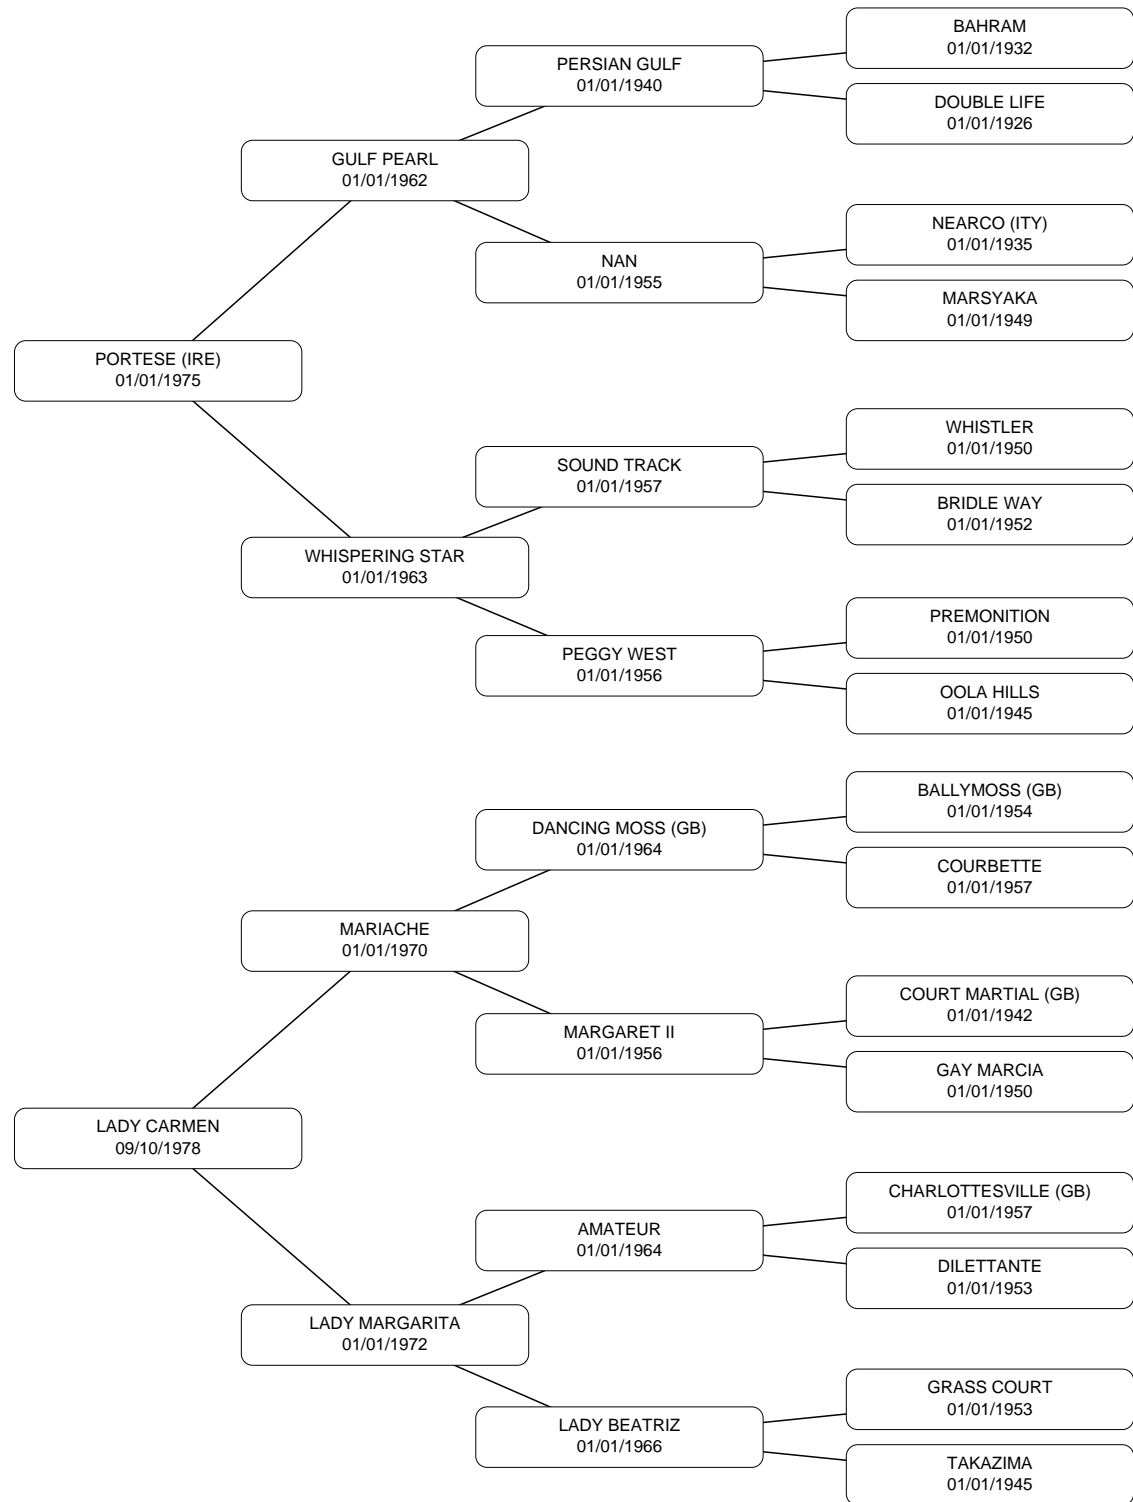 BAHRAM
01/01/1932
PERSIAN GULF
01/01/1940
DOUBLE LIFE
01/01/1926
GULF PEARL
01/01/1962
NEARCO (ITY)
01/01/1935
NAN
01/01/1955
MARSYAKA
01/01/1949
PORTESE (IRE)
01/01/1975
WHISTLER
01/01/1950
SOUND TRACK
01/01/1957
BRIDLE WAY
01/01/1952
WHISPERING STAR
01/01/1963
PREMONITION
01/01/1950
PEGGY WEST
01/01/1956
OOLA HILLS
01/01/1945
BALLYMOSS (GB)
01/01/1954
DANCING MOSS (GB)
01/01/1964
COURBETTE
01/01/1957
MARIACHE
01/01/1970
COURT MARTIAL (GB)
01/01/1942
MARGARET II
01/01/1956
GAY MARCIA
01/01/1950
LADY CARMEN
09/10/1978
CHARLOTTESVILLE (GB)
01/01/1957
AMATEUR
01/01/1964
DILETTANTE
01/01/1953
LADY MARGARITA
01/01/1972
GRASS COURT
01/01/1953
LADY BEATRIZ
01/01/1966
TAKAZIMA
01/01/1945